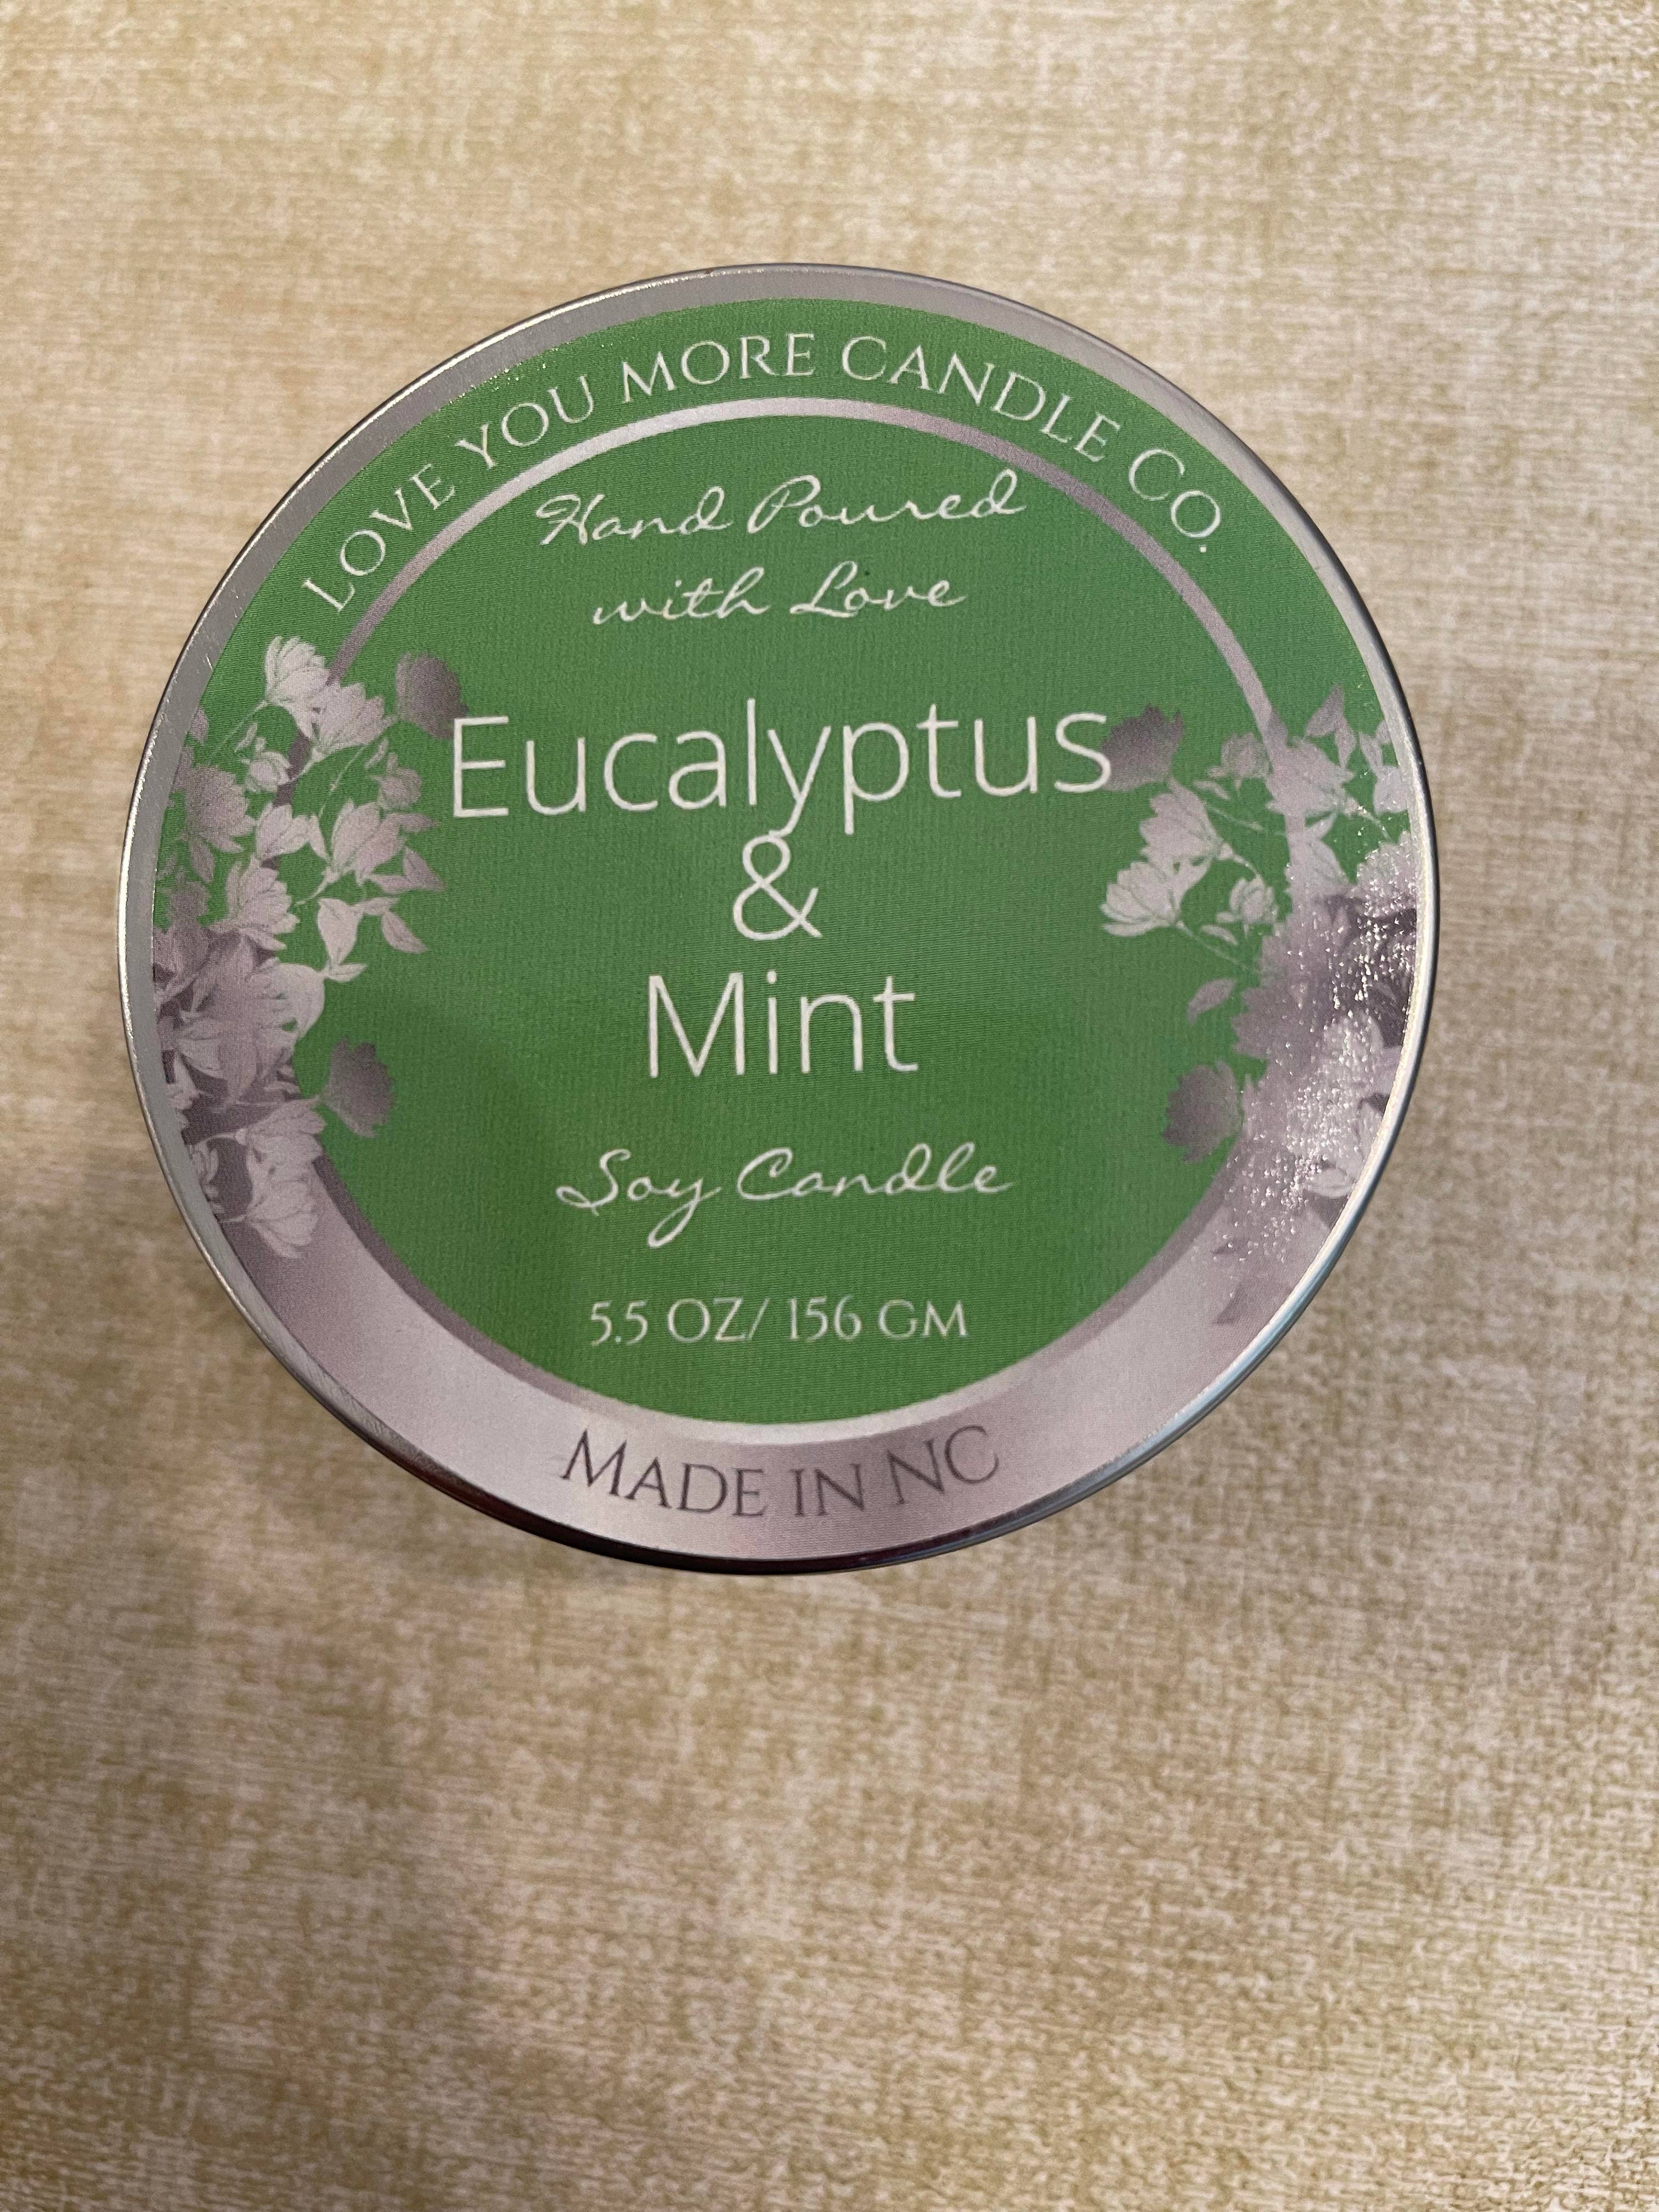 LOVE YOU MORE CANDLE CO.
Hand Poured
with Love
Eucalyptus
&
Mint
Soy Candle
5.5 OZ/ 156 GM
MADE IN NC